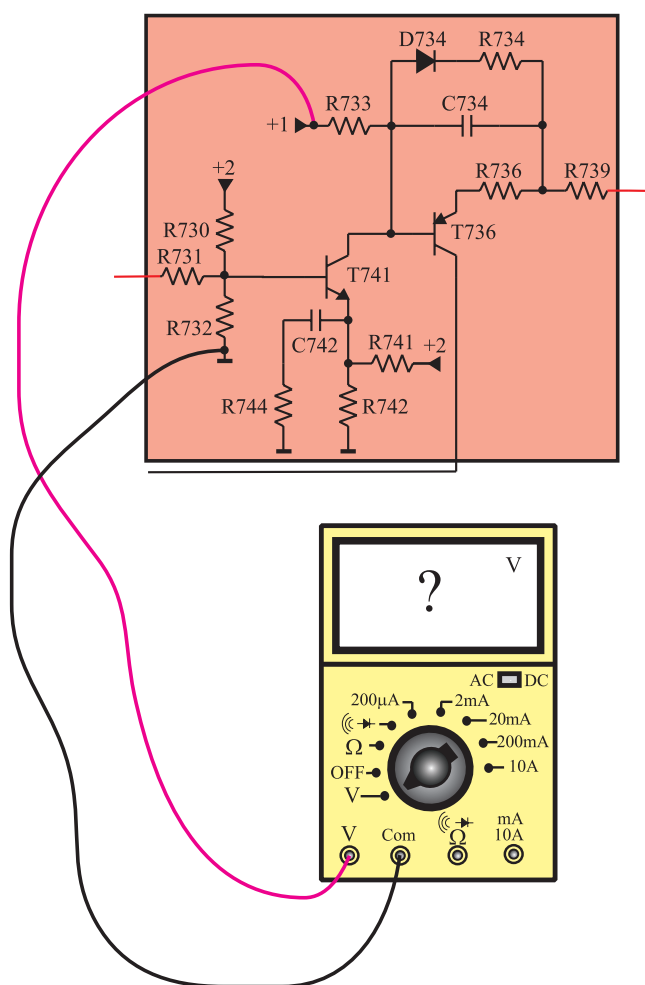 D734 R734
R733 C734
+1
+2 R736 R739
R730
R731 T736
T741
R732
C742 R741 +2
R744 R742
V
?
AC DC
200μA 2mA
20mA
Ω 200mA
OFF 10A
V
V Com Ω mA
10A